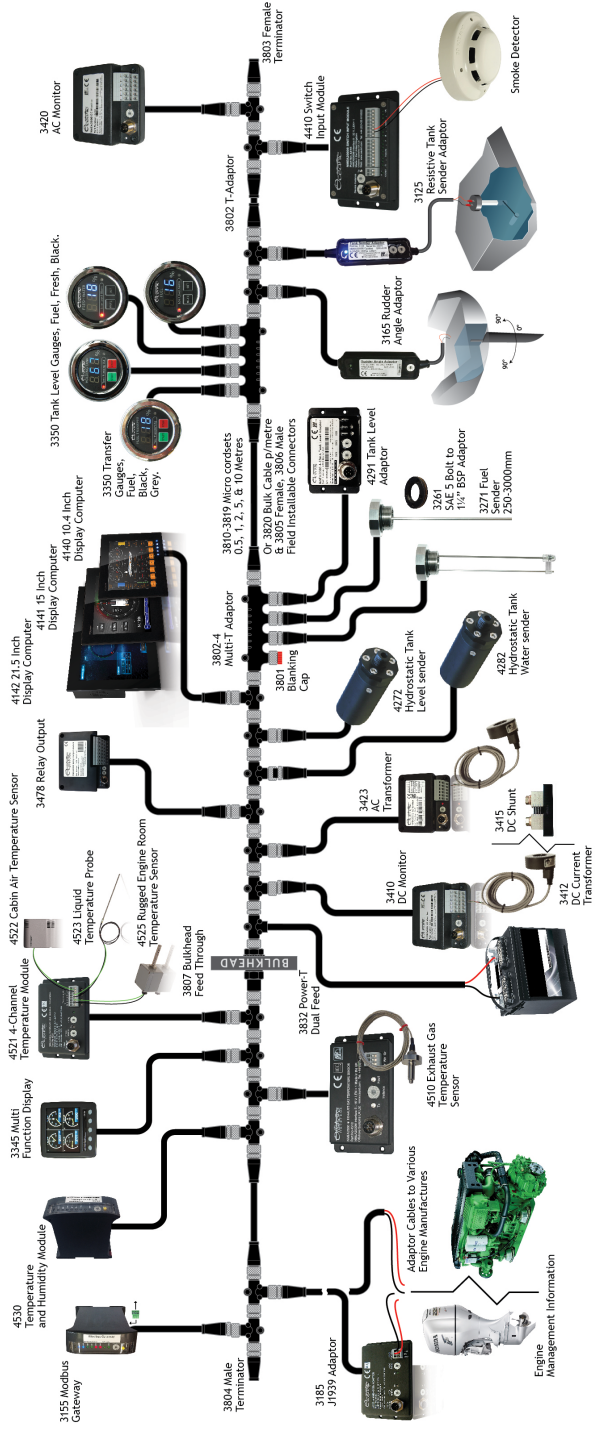 3155 Modbus
Gateway
4530
Temperature
and Humidity Module
3345 Multi
Function Display
4521 4-Channel
Temperature Module
4522 Cabin Air Temperature Sensor
4523 Liquid
Temperature Probe
4525 Rugged Engine Room
Temperature Sensor
3807 Bulkhead
Feed Through
3478 Relay Output
4142 21.5 Inch
Display Computer
4141 15 Inch
Display Computer
4140 10.4 Inch
Display Computer
3350 Transfer
Gauges,
Fuel,
Black,
Grey.
3350 Tank Level Gauges, Fuel, Fresh, Black.
3420
AC Monitor
3804 Male
Terminator
BULKHEAD
3832 Power-T
Dual Feed
3802-4
Multi-T Adaptor
3801
Blanking
Cap
3810-3819 Micro cordsets
0.5, 1, 2, 5, & 10 Metres
Or 3820 Bulk Cable p/metre
& 3805 Female, 3806 Male
Field Installable Connectors
3802 T-Adaptor
3803 Female
Terminator
3185
J1939 Adaptor
Adaptor Cables to Various
Engine Manufactures
Engine
Management Information
4510 Exhaust Gas
Temperature
Sensor
3410
DC Monitor
3412
DC Current
Transformer
3415
DC Shunt
3423
AC
Transformer
4272
Hydrostatic Tank
Level sender
4282
Hydrostatic Tank
Water sender
4291 Tank Level
Adaptor
3261
SAE 5 Bolt to
1¼” BSP Adaptor
3271 Fuel
Sender
250-3000mm
3165 Rudder
Angle Adaptor
90°
0°
90°
3125
Resistive Tank
Sender Adaptor
4410 Switch
Input Module
Smoke Detector